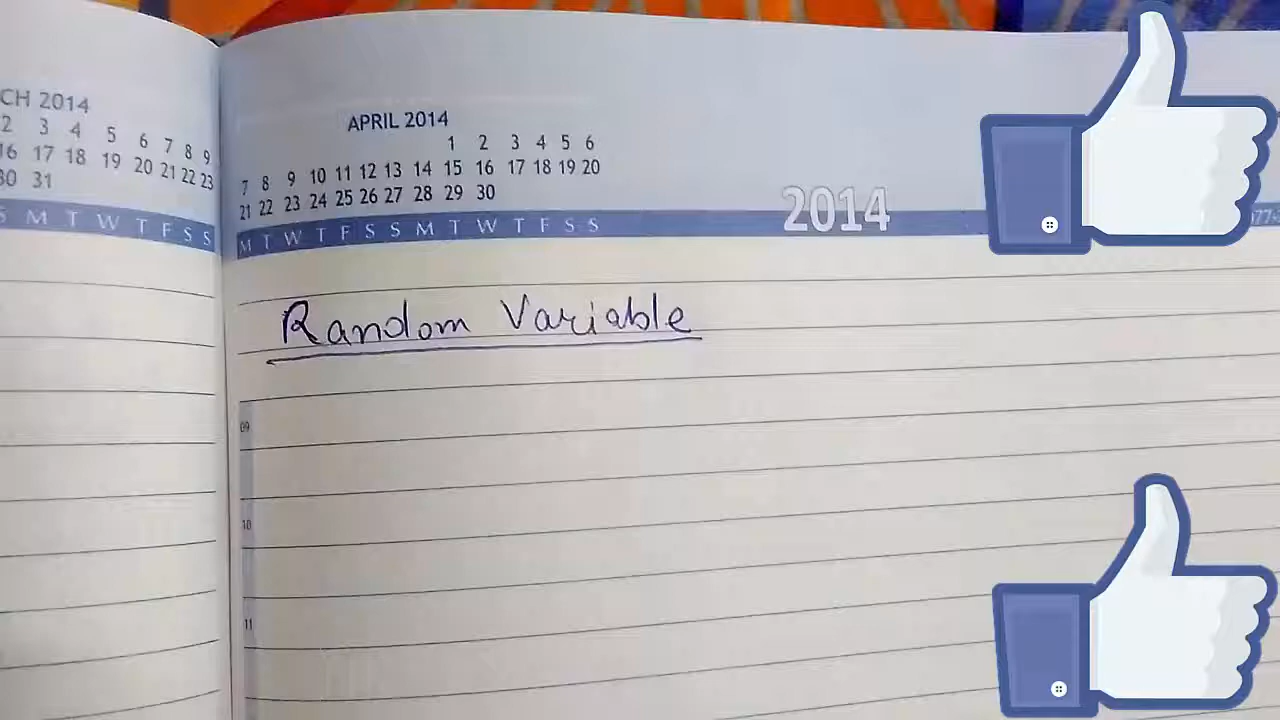 CH 2014
2 3 4 5 6 7 8 9
16 17 18 19 20 21 22 23
30 31
S M T W T F S S
APRIL 2014
1 2 3 4 5 6
7 8 9 10 11 12 13 14 15 16 17 18 19 20
21 22 23 24 25 26 27 28 29 30
M T W T F S S M T W T F S S
2014
Random Variable
09
10
11